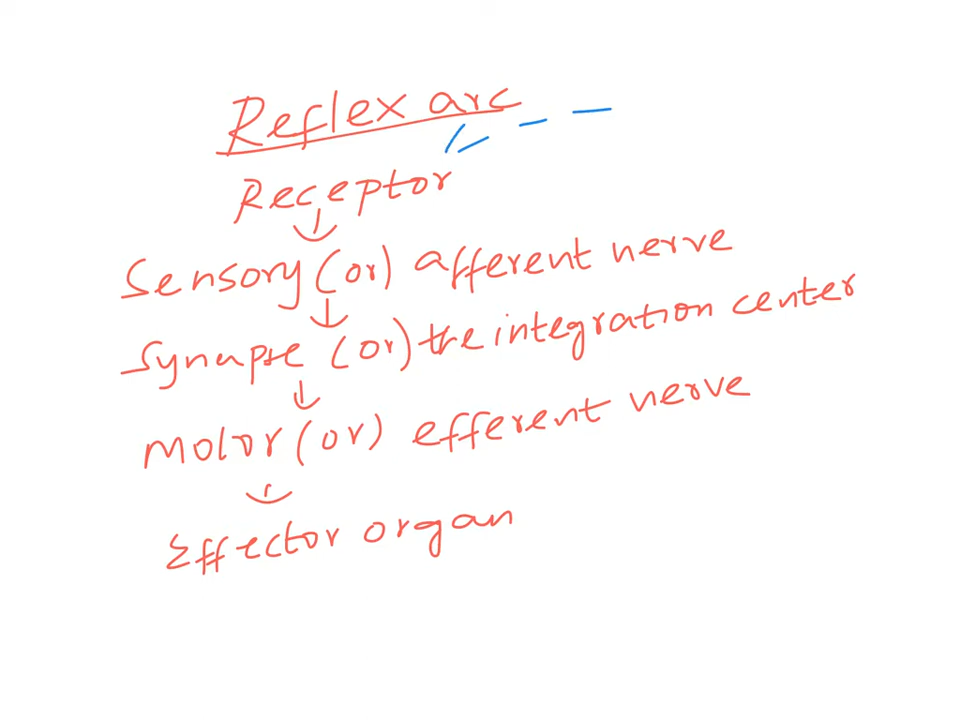 Reflex arc
Receptor
Sensory (or) afferent nerve
Synapse (or) the integration center
Motor (or) efferent nerve
Effector organ